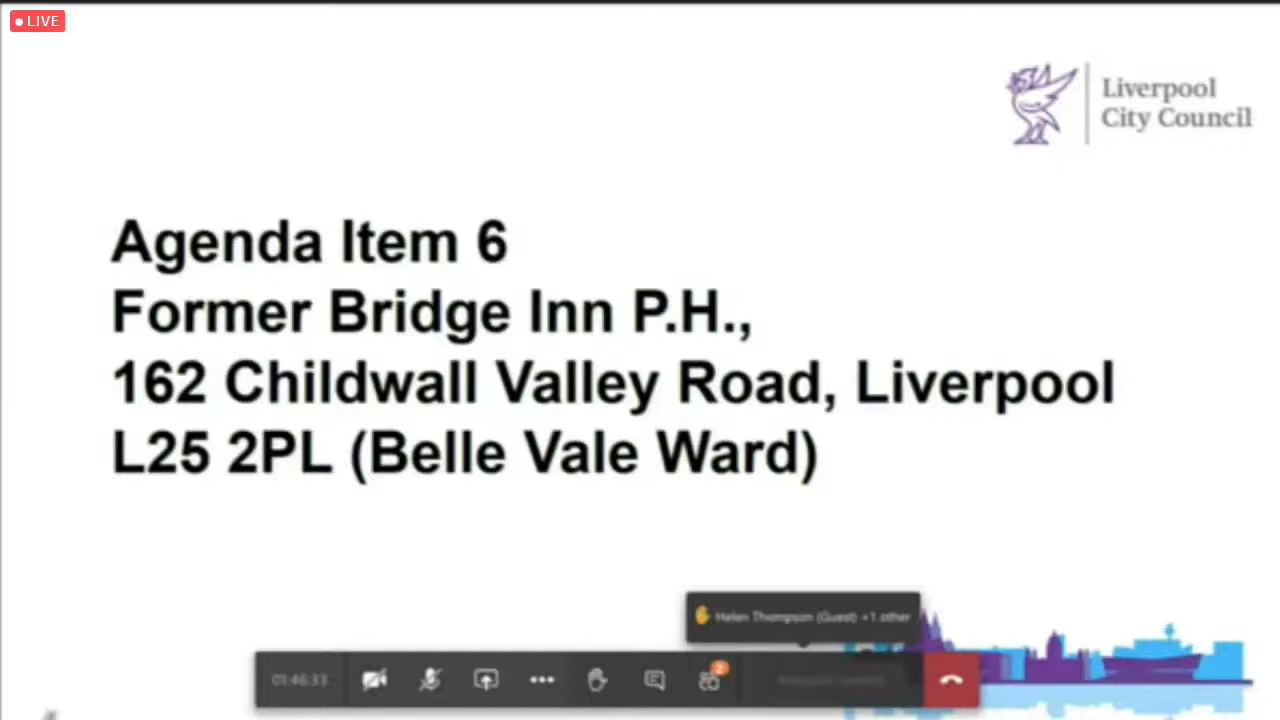 LIVE
Liverpool
City Council
Agenda Item 6
Former Bridge Inn P.H.,
162 Childwall Valley Road, Liverpool
L25 2PL (Belle Vale Ward)
Helen Thompson (Guest) +1 other
01:46:33
2